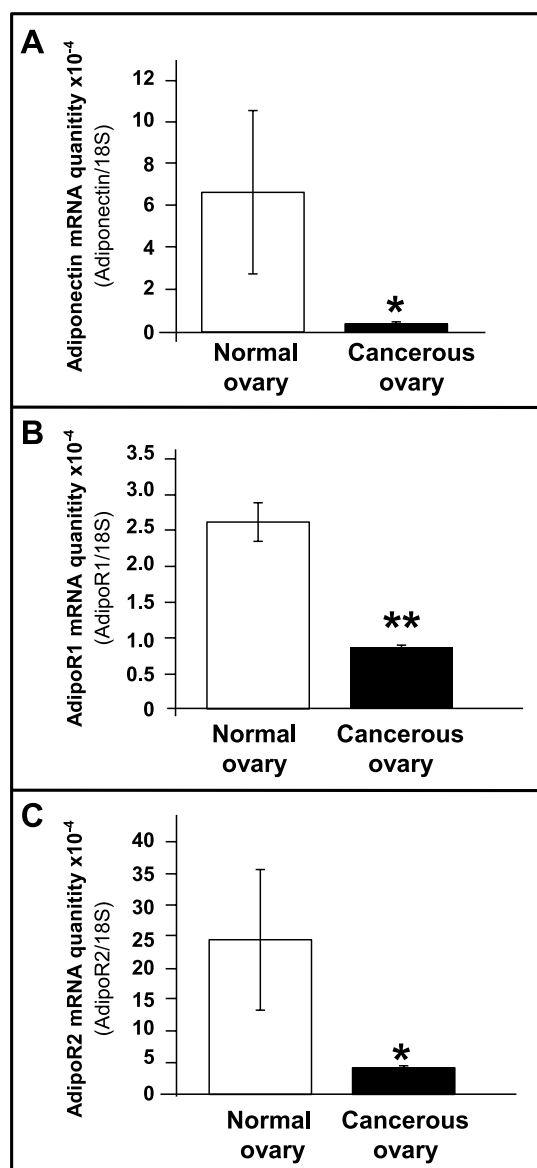 A
Adiponectin mRNA quanitity x10-4
(Adiponectin/18S)
12
10
8
6
4
2
0
*
Normal ovary
Cancerous ovary
B
AdipoR1 mRNA quanitity x10-4
(AdipoR1/18S)
3.5
3.0
2.5
2.0
1.5
1.0
0.5
0
**
Normal ovary
Cancerous ovary
C
AdipoR2 mRNA quanitity x10-4
(AdipoR2/18S)
40
35
30
25
20
15
10
5
0
*
Normal ovary
Cancerous ovary